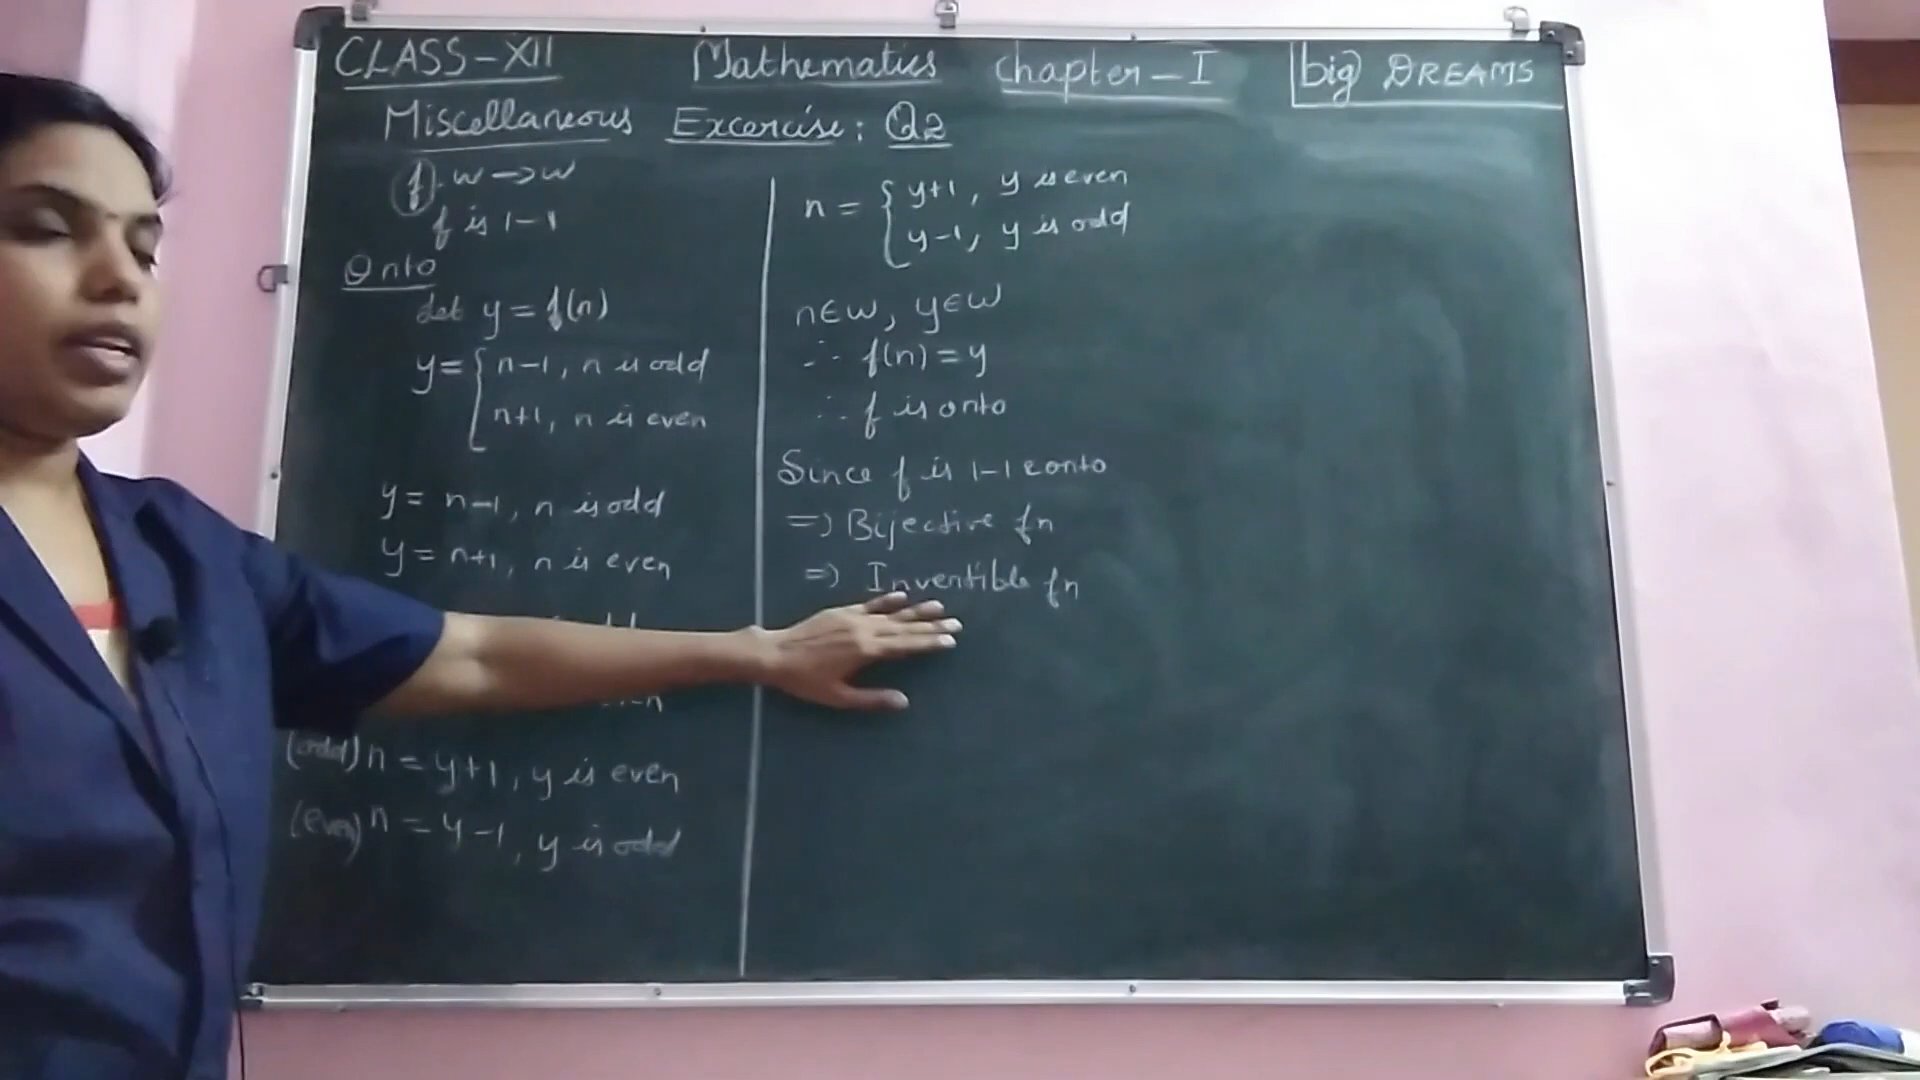 CLASS-XII Mathematics Chapter-I big DREAMS
Miscellaneous Excercise: Q2
f: W→W
f is 1-1
Onto
Let y = f(n)
y = { n-1, n is odd
n+1, n is even
y = n-1, n is odd
y = n+1, n is even
(odd) n = y+1, y is even
(even) n = y-1, y is odd
n = { y+1, y is even
y-1, y is odd
n∈W, y∈W
∴ f(n) = y
∴ f is onto
Since f is 1-1 & onto
=> Bijective fn
=> Invertible fn